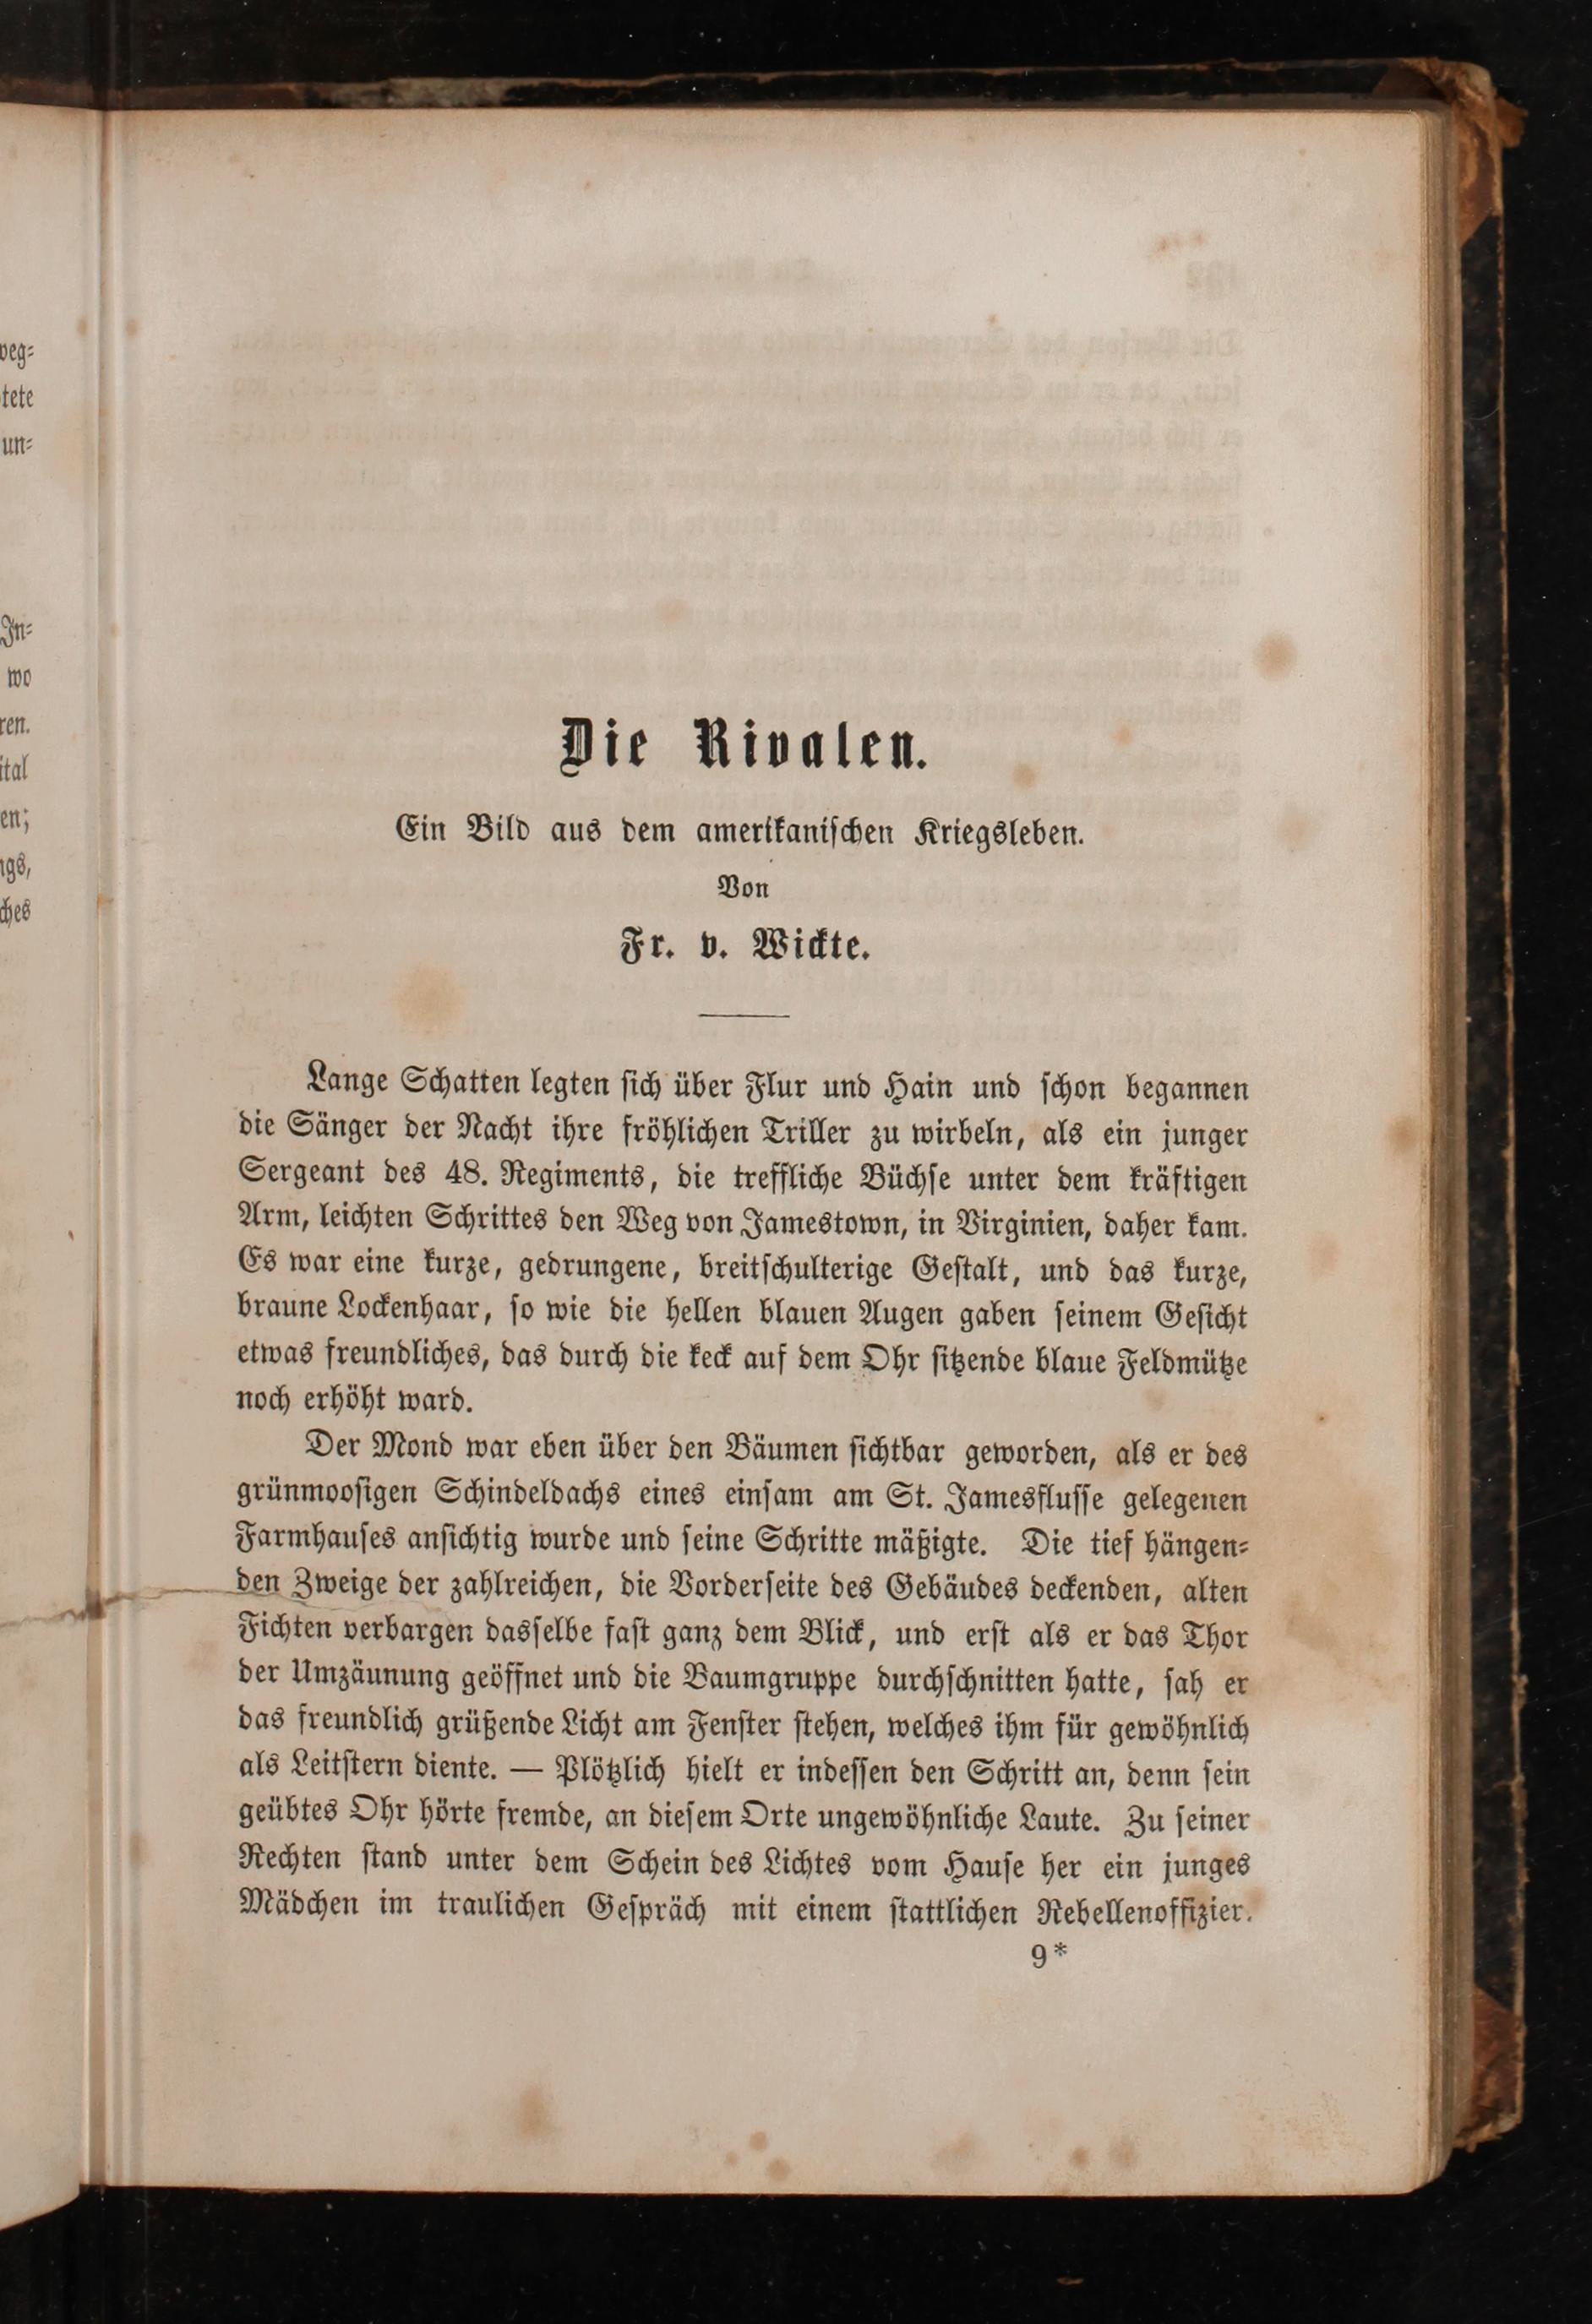 veg-
tete
un-
In-
wo
ren.
ital
en;
ngs,
ches
Die Rivalen.
Ein Bild aus dem amerikanischen Kriegsleben.
Von
Fr. v. Wickte.
Lange Schatten legten sich über Flur und Hain und schon begannen
die Sänger der Nacht ihre fröhlichen Triller zu wirbeln, als ein junger
Sergeant des 48. Regiments, die treffliche Büchse unter dem kräftigen
Arm, leichten Schrittes den Weg von Jamestown, in Virginien, daher kam.
Es war eine kurze, gedrungene, breitschulterige Gestalt, und das kurze,
braune Lockenhaar, so wie die hellen blauen Augen gaben seinem Gesicht
etwas freundliches, das durch die keck auf dem Ohr sitzende blaue Feldmütze
noch erhöht ward.
Der Mond war eben über den Bäumen sichtbar geworden, als er des
grünmoosigen Schindeldachs eines einsam am St. Jamesflusse gelegenen
Farmhauses ansichtig wurde und seine Schritte mäßigte. Die tief hängen-
den Zweige der zahlreichen, die Vorderseite des Gebäudes deckenden, alten
Fichten verbargen dasselbe fast ganz dem Blick, und erst als er das Thor
der Umzäunung geöffnet und die Baumgruppe durchschnitten hatte, sah er
das freundlich grüßende Licht am Fenster stehen, welches ihm für gewöhnlich
als Leitstern diente. — Plötzlich hielt er indessen den Schritt an, denn sein
geübtes Ohr hörte fremde, an diesem Orte ungewöhnliche Laute. Zu seiner
Rechten stand unter dem Schein des Lichtes vom Hause her ein junges
Mädchen im traulichen Gespräch mit einem stattlichen Rebellenoffizier.
9*